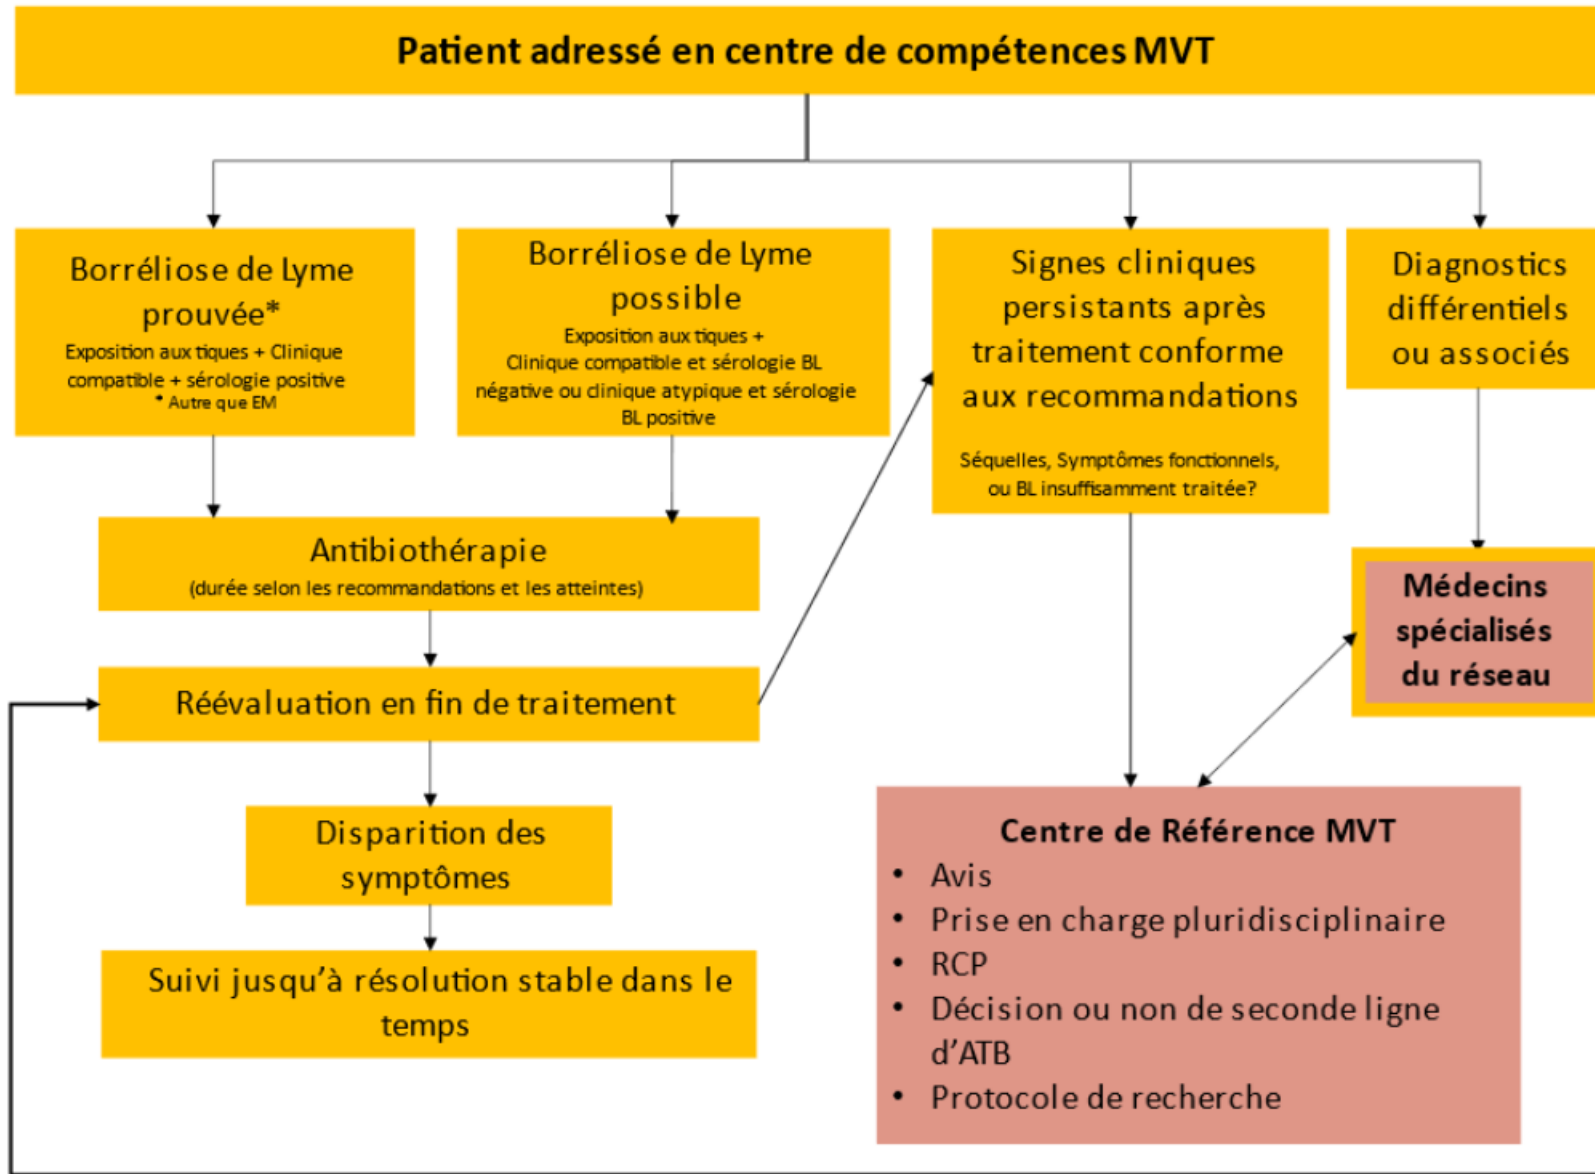 Patient adressé en centre de compétences MVT
Borréliose de Lyme
prouvée*
Exposition aux tiques + Clinique
compatible + sérologie positive
* Autre que EM
Borréliose de Lyme
possible
Exposition aux tiques +
Clinique compatible et sérologie BL
négative ou clinique atypique et sérologie
BL positive
Signes cliniques
persistants après
traitement conforme
aux recommandations
Séquelles, Symptômes fonctionnels,
ou BL insuffisamment traitée?
Diagnostics
différentiels
ou associés
Antibiothérapie
(durée selon les recommandations et les atteintes)
Médecins
spécialisés
du réseau
Réévaluation en fin de traitement
Disparition des
symptômes
Suivi jusqu'à résolution stable dans le
temps
Centre de Référence MVT
• Avis
• Prise en charge pluridisciplinaire
• RCP
• Décision ou non de seconde ligne
d'ATB
• Protocole de recherche